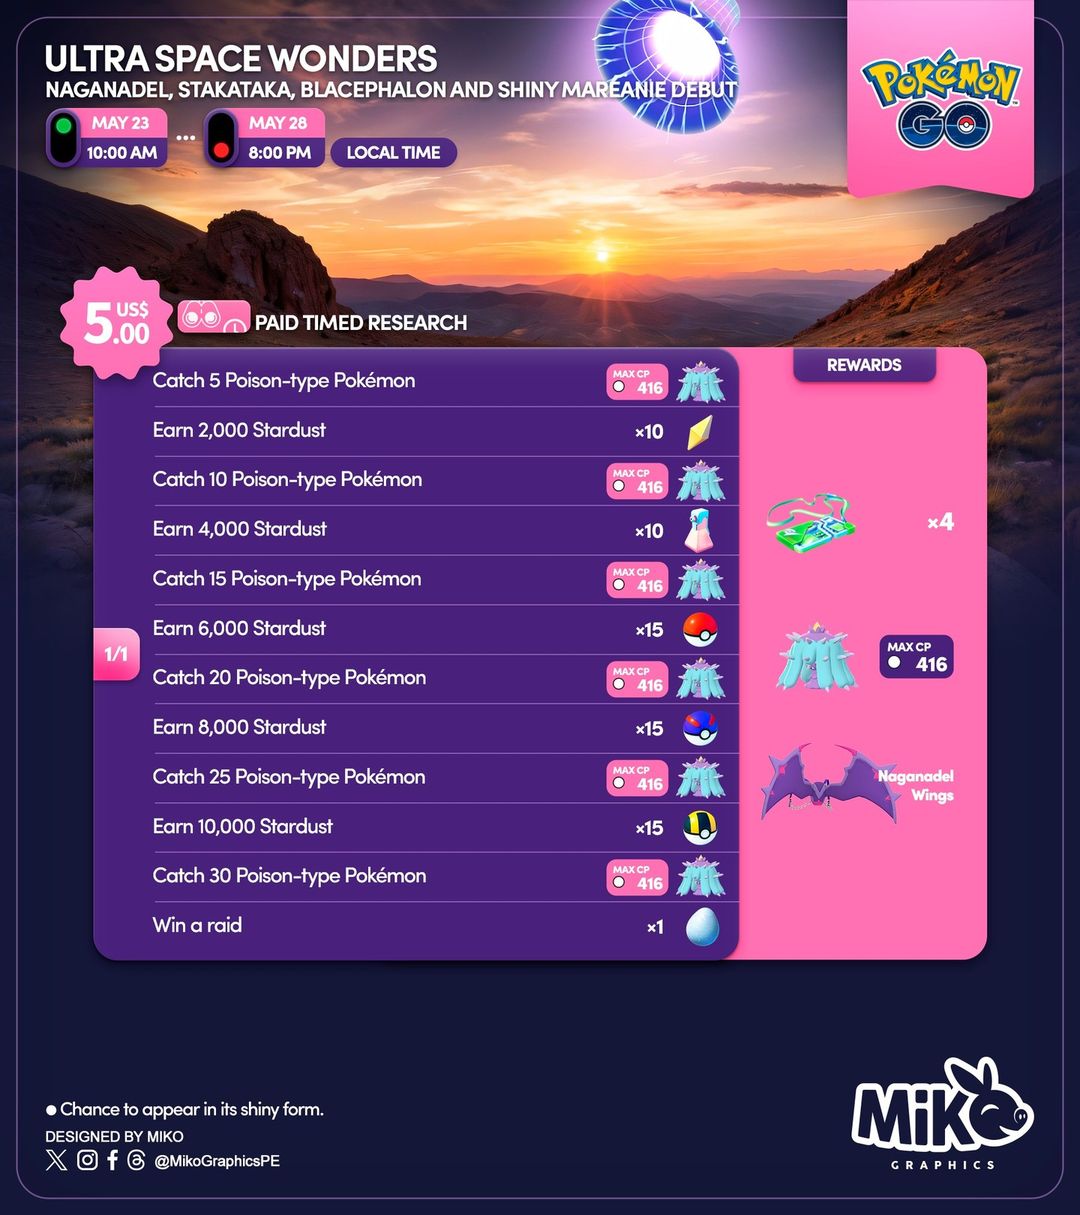 ULTRA SPACE WONDERS
NAGANADEL, STAKATAKA, BLACEPHALON AND SHINY MAREANIE DEBUT
MAY 23
10:00 AM
...
MAY 28
8:00 PM
LOCAL TIME
POKéMON
GO
5.00 US$
PAID TIMED RESEARCH
REWARDS
1/1
Catch 5 Poison-type Pokémon MAX CP 416
Earn 2,000 Stardust ×10
Catch 10 Poison-type Pokémon MAX CP 416
Earn 4,000 Stardust ×10
Catch 15 Poison-type Pokémon MAX CP 416
Earn 6,000 Stardust ×15
Catch 20 Poison-type Pokémon MAX CP 416
Earn 8,000 Stardust ×15
Catch 25 Poison-type Pokémon MAX CP 416
Earn 10,000 Stardust ×15
Catch 30 Poison-type Pokémon MAX CP 416
Win a raid ×1
×4
MAX CP 416
Naganadel
Wings
Chance to appear in its shiny form.
DESIGNED BY MIKO
@MikoGraphicsPE
MiKO
GRAPHICS